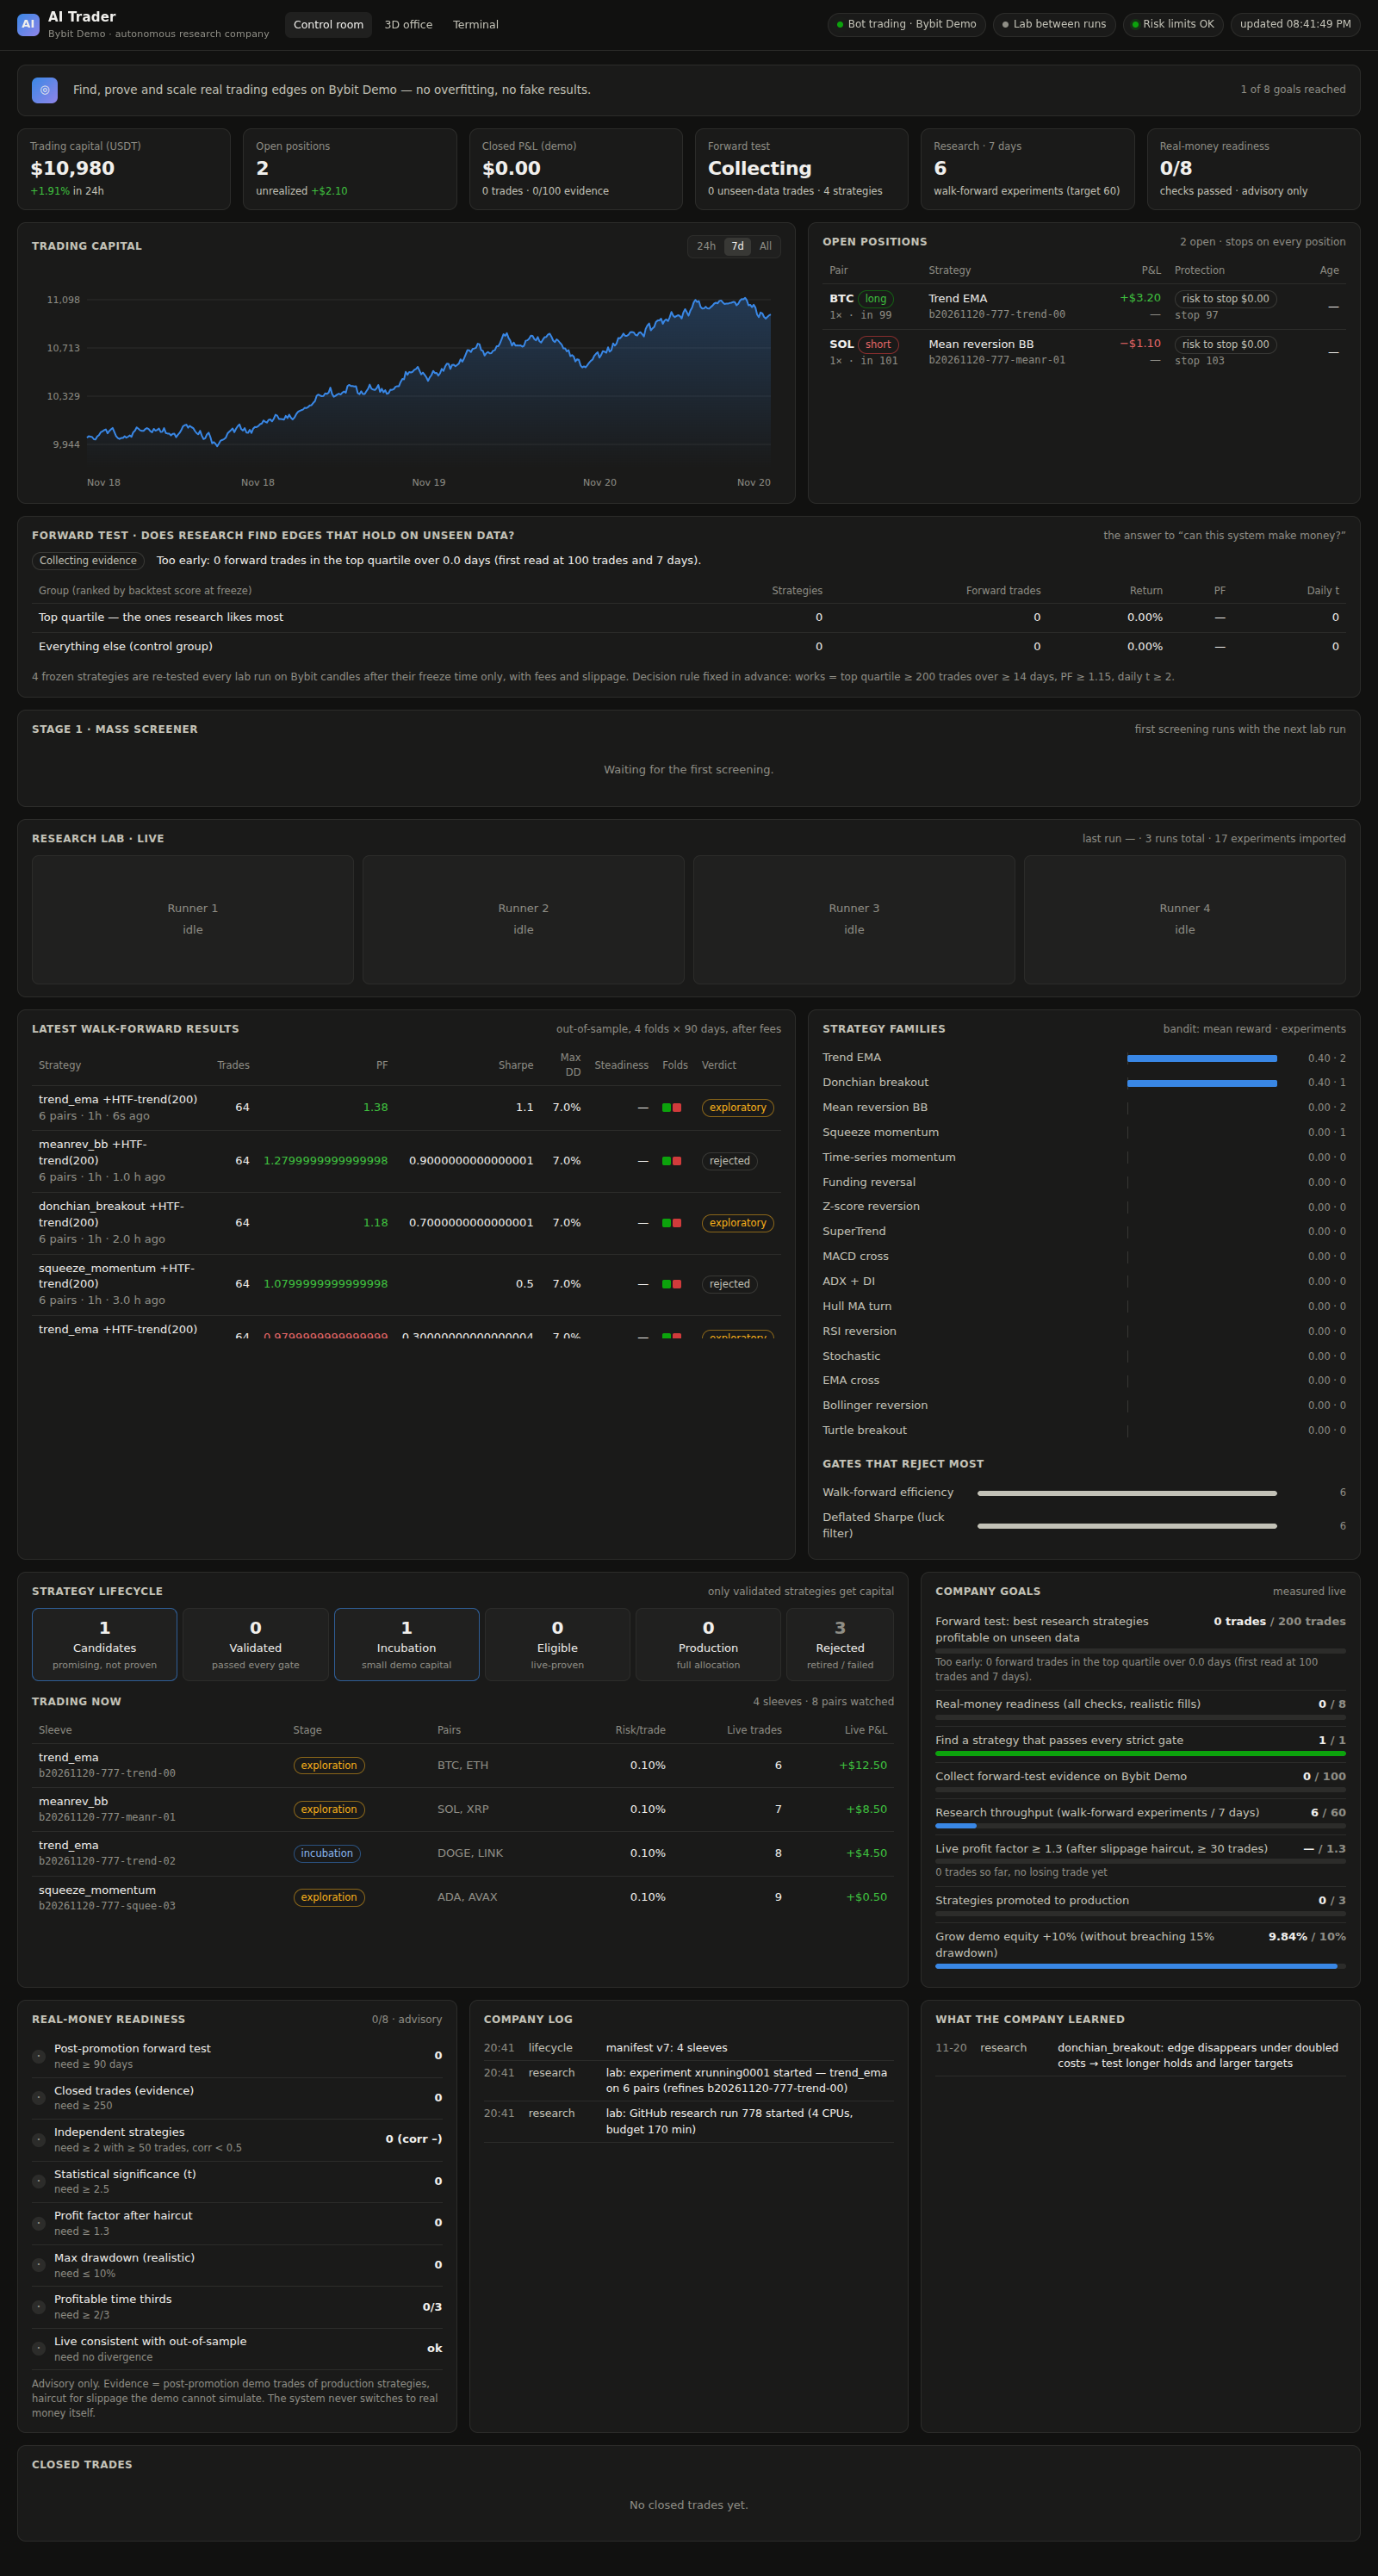 AI
AI Trader
Bybit Demo · autonomous research company
Control room
3D office
Terminal
Bot trading · Bybit Demo
Lab between runs
Risk limits OK
updated 08:41:49 PM
Find, prove and scale real trading edges on Bybit Demo — no overfitting, no fake results.
1 of 8 goals reached
Trading capital (USDT)
$10,980
+1.91% in 24h
Open positions
2
unrealized +$2.10
Closed P&L (demo)
$0.00
0 trades · 0/100 evidence
Forward test
Collecting
0 unseen-data trades · 4 strategies
Research · 7 days
6
walk-forward experiments (target 60)
Real-money readiness
0/8
checks passed · advisory only
TRADING CAPITAL
24h 7d All
11,098
10,713
10,329
9,944
Nov 18 Nov 18 Nov 19 Nov 20 Nov 20
OPEN POSITIONS
2 open · stops on every position
Pair Strategy P&L Protection Age
BTC long Trend EMA +$3.20 risk to stop $0.00 —
1× · in 99 b20261120-777-trend-00 — stop 97
SOL short Mean reversion BB −$1.10 risk to stop $0.00 —
1× · in 101 b20261120-777-meanr-01 — stop 103
FORWARD TEST · DOES RESEARCH FIND EDGES THAT HOLD ON UNSEEN DATA?
the answer to “can this system make money?”
Collecting evidence Too early: 0 forward trades in the top quartile over 0.0 days (first read at 100 trades and 7 days).
Group (ranked by backtest score at freeze) Strategies Forward trades Return PF Daily t
Top quartile — the ones research likes most 0 0 0.00% — 0
Everything else (control group) 0 0 0.00% — 0
4 frozen strategies are re-tested every lab run on Bybit candles after their freeze time only, with fees and slippage. Decision rule fixed in advance: works = top quartile ≥ 200 trades over ≥ 14 days, PF ≥ 1.15, daily t ≥ 2.
STAGE 1 · MASS SCREENER
first screening runs with the next lab run
Waiting for the first screening.
RESEARCH LAB · LIVE
last run — · 3 runs total · 17 experiments imported
Runner 1 Runner 2 Runner 3 Runner 4
idle idle idle idle
LATEST WALK-FORWARD RESULTS
out-of-sample, 4 folds × 90 days, after fees
Strategy Trades PF Sharpe Max DD Steadiness Folds Verdict
trend_ema +HTF-trend(200) 64 1.38 1.1 7.0% — exploratory
6 pairs · 1h · 6s ago
meanrev_bb +HTF-
trend(200) 64 1.2799999999999998 0.9000000000000001 7.0% — rejected
6 pairs · 1h · 1.0 h ago
donchian_breakout +HTF-
trend(200) 64 1.18 0.7000000000000001 7.0% — exploratory
6 pairs · 1h · 2.0 h ago
squeeze_momentum +HTF-
trend(200) 64 1.0799999999999998 0.5 7.0% — rejected
6 pairs · 1h · 3.0 h ago
trend_ema +HTF-trend(200) 64 0.9799999999999999 0.30000000000000004 7.0% — exploratory
STRATEGY FAMILIES
bandit: mean reward · experiments
Trend EMA 0.40 · 2
Donchian breakout 0.40 · 1
Mean reversion BB 0.00 · 2
Squeeze momentum 0.00 · 1
Time-series momentum 0.00 · 0
Funding reversal 0.00 · 0
Z-score reversion 0.00 · 0
SuperTrend 0.00 · 0
MACD cross 0.00 · 0
ADX + DI 0.00 · 0
Hull MA turn 0.00 · 0
RSI reversion 0.00 · 0
Stochastic 0.00 · 0
EMA cross 0.00 · 0
Bollinger reversion 0.00 · 0
Turtle breakout 0.00 · 0
GATES THAT REJECT MOST
Walk-forward efficiency 6
Deflated Sharpe (luck
filter) 6
STRATEGY LIFECYCLE
only validated strategies get capital
1 0 1 0 0 3
Candidates Validated Incubation Eligible Production Rejected
promising, not proven passed every gate small demo capital live-proven full allocation retired / failed
TRADING NOW
4 sleeves · 8 pairs watched
Sleeve Stage Pairs Risk/trade Live trades Live P&L
trend_ema exploration BTC, ETH 0.10% 6 +$12.50
b20261120-777-trend-00
meanrev_bb exploration SOL, XRP 0.10% 7 +$8.50
b20261120-777-meanr-01
trend_ema incubation DOGE, LINK 0.10% 8 +$4.50
b20261120-777-trend-02
squeeze_momentum exploration ADA, AVAX 0.10% 9 +$0.50
b20261120-777-squee-03
COMPANY GOALS
measured live
Forward test: best research strategies
profitable on unseen data 0 trades / 200 trades
Too early: 0 forward trades in the top quartile over 0.0 days (first read at 100
trades and 7 days).
Real-money readiness (all checks, realistic fills) 0 / 8
Find a strategy that passes every strict gate 1 / 1
Collect forward-test evidence on Bybit Demo 0 / 100
Research throughput (walk-forward experiments / 7 days) 6 / 60
Live profit factor ≥ 1.3 (after slippage haircut, ≥ 30 trades) — / 1.3
0 trades so far, no losing trade yet
Strategies promoted to production 0 / 3
Grow demo equity +10% (without breaching 15%
drawdown) 9.84% / 10%
REAL-MONEY READINESS
0/8 · advisory
Post-promotion forward test 0
need ≥ 90 days
Closed trades (evidence) 0
need ≥ 250
Independent strategies 0 (corr –)
need ≥ 2 with ≥ 50 trades, corr < 0.5
Statistical significance (t) 0
need ≥ 2.5
Profit factor after haircut 0
need ≥ 1.3
Max drawdown (realistic) 0
need ≤ 10%
Profitable time thirds 0/3
need ≥ 2/3
Live consistent with out-of-sample ok
need no divergence
Advisory only. Evidence = post-promotion demo trades of production strategies,
haircut for slippage the demo cannot simulate. The system never switches to real
money itself.
COMPANY LOG
20:41 lifecycle manifest v7: 4 sleeves
20:41 research lab: experiment xrunning0001 started — trend_ema
on 6 pairs (refines b20261120-777-trend-00)
20:41 research lab: GitHub research run 778 started (4 CPUs,
budget 170 min)
WHAT THE COMPANY LEARNED
11-20 research donchian_breakout: edge disappears under doubled
costs → test longer holds and larger targets
CLOSED TRADES
No closed trades yet.